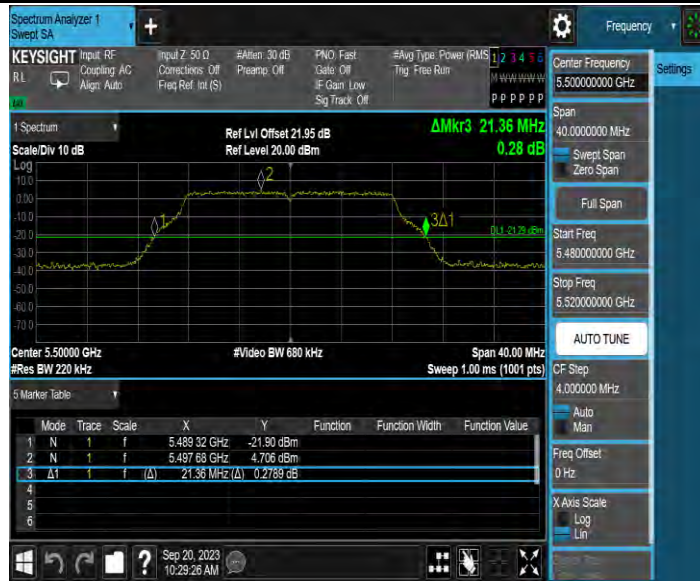 Spectrum Analyzer 1
Swept SA
+
Frequency
KEYSIGHT Input: RF Input Z: 50 Ω #Atten: 30 dB PNO: Fast #Avg Type: Power (RMS 1 2 3 4 5 6
RL Coupling: AC Corrections: Off Preamp: Off Gate: Off Trig: Free Run M W W W W W
Align: Auto Freq Ref: Int (S) IF Gain: Low
Sig Track: Off P P P P P P
1 Spectrum
Scale/Div 10 dB
Ref Lvl Offset 21.95 dB
Ref Level 20.00 dBm
ΔMkr3 21.36 MHz
0.28 dB
Log
10.0
0.00
-10.0
-20.0
-30.0
-40.0
-50.0
-60.0
-70.0
2
1
3Δ1
DL1 -21.29 dBm
Center 5.50000 GHz #Video BW 680 kHz Span 40.00 MHz
#Res BW 220 kHz Sweep 1.00 ms (1001 pts)
5 Marker Table
Mode Trace Scale X Y Function Function Width Function Value
1 N 1 f 5.489 32 GHz -21.90 dBm
2 N 1 f 5.497 68 GHz 4.706 dBm
3 Δ1 1 f (Δ) 21.36 MHz (Δ) 0.2789 dB
4
5
6
Sep 20, 2023
10:29:26 AM
?
Center Frequency
5.500000000 GHz
Settings
Span
40.0000000 MHz
Swept Span
Zero Span
Full Span
Start Freq
5.480000000 GHz
Stop Freq
5.520000000 GHz
AUTO TUNE
CF Step
4.000000 MHz
Auto
Man
Freq Offset
0 Hz
X Axis Scale
Log
Lin